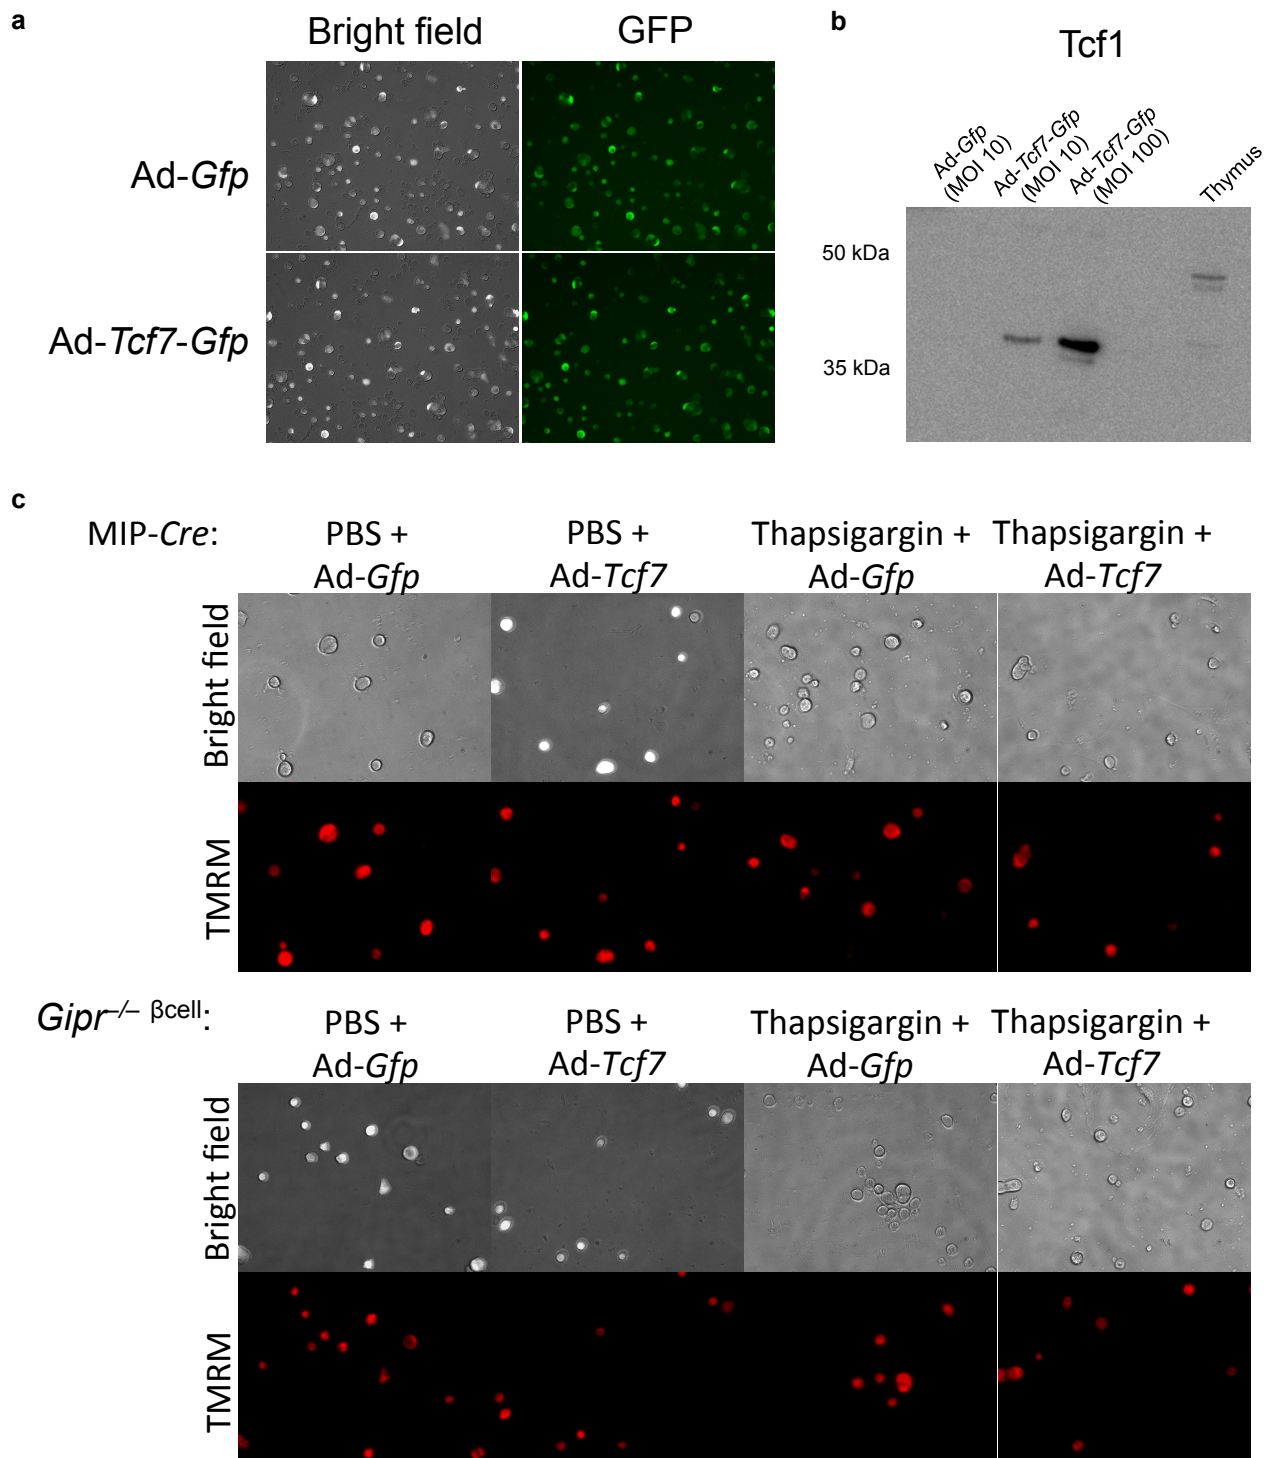 a
Bright field
GFP
Ad-Gfp
Ad-Tcf7-Gfp
b
Tcf1
Ad-Gfp
(MOI 10)
Ad-Tcf7-Gfp
(MOI 10)
Ad-Tcf7-Gfp
(MOI 100)
Thymus
50 kDa
35 kDa
c
MIP-Cre:
PBS +
Ad-Gfp
PBS +
Ad-Tcf7
Thapsigargin +
Ad-Gfp
Thapsigargin +
Ad-Tcf7
Bright field
TMRM
Gipr–/– βcell:
PBS +
Ad-Gfp
PBS +
Ad-Tcf7
Thapsigargin +
Ad-Gfp
Thapsigargin +
Ad-Tcf7
Bright field
TMRM